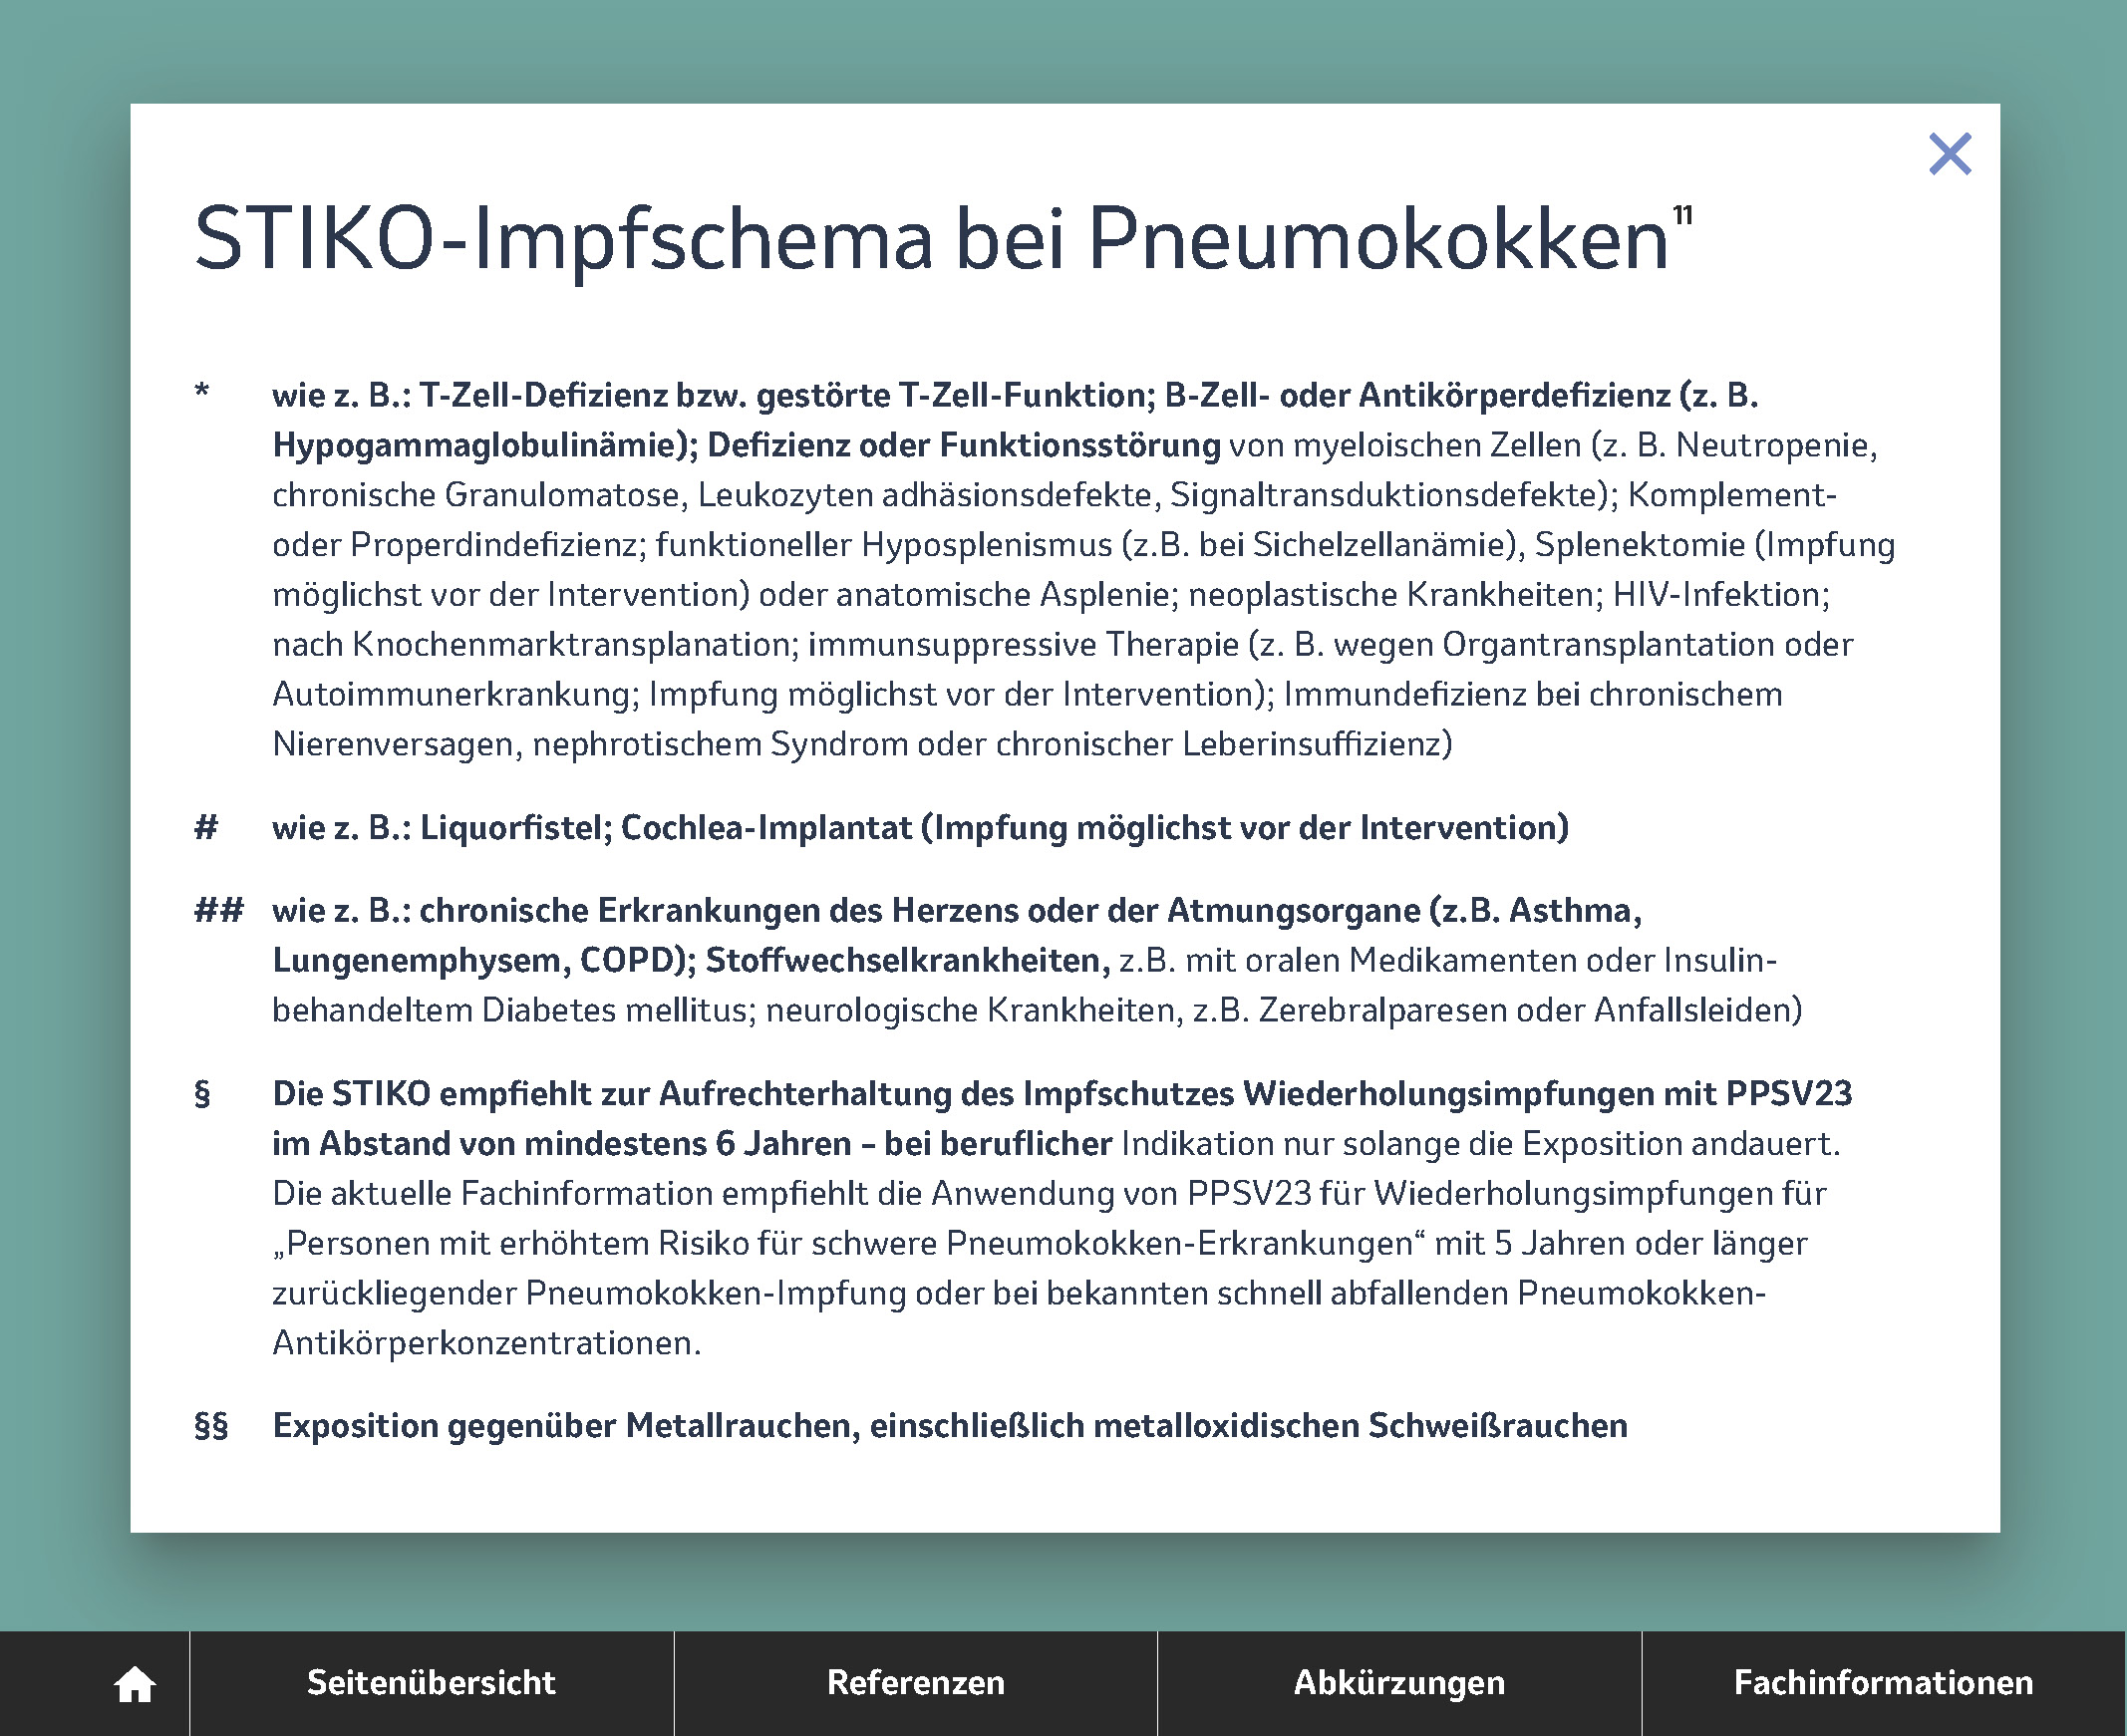 STIKO-Impfschema bei Pneumokokken¹¹
* wie z. B.: T-Zell-Defizienz bzw. gestörte T-Zell-Funktion; B-Zell- oder Antikörperdefizienz (z. B.
Hypogammaglobulinämie); Defizienz oder Funktionsstörung von myeloischen Zellen (z. B. Neutropenie,
chronische Granulomatose, Leukozyten adhäsionsdefekte, Signaltransduktionsdefekte); Komplement-
oder Properdindefizienz; funktioneller Hyposplenismus (z.B. bei Sichelzellanämie), Splenektomie (Impfung
möglichst vor der Intervention) oder anatomische Asplenie; neoplastische Krankheiten; HIV-Infektion;
nach Knochenmarktransplanation; immunsuppressive Therapie (z. B. wegen Organtransplantation oder
Autoimmunerkrankung; Impfung möglichst vor der Intervention); Immundefizienz bei chronischem
Nierenversagen, nephrotischem Syndrom oder chronischer Leberinsuffizienz)
# wie z. B.: Liquorfistel; Cochlea-Implantat (Impfung möglichst vor der Intervention)
## wie z. B.: chronische Erkrankungen des Herzens oder der Atmungsorgane (z.B. Asthma,
Lungenemphysem, COPD); Stoffwechselkrankheiten, z.B. mit oralen Medikamenten oder Insulin-
behandeltem Diabetes mellitus; neurologische Krankheiten, z.B. Zerebralparesen oder Anfallsleiden)
§ Die STIKO empfiehlt zur Aufrechterhaltung des Impfschutzes Wiederholungsimpfungen mit PPSV23
im Abstand von mindestens 6 Jahren – bei beruflicher Indikation nur solange die Exposition andauert.
Die aktuelle Fachinformation empfiehlt die Anwendung von PPSV23 für Wiederholungsimpfungen für
„Personen mit erhöhtem Risiko für schwere Pneumokokken-Erkrankungen“ mit 5 Jahren oder länger
zurückliegender Pneumokokken-Impfung oder bei bekannten schnell abfallenden Pneumokokken-
Antikörperkonzentrationen.
§§ Exposition gegenüber Metallrauchen, einschließlich metalloxidischen Schweißrauchen
Seitenübersicht
Referenzen
Abkürzungen
Fachinformationen